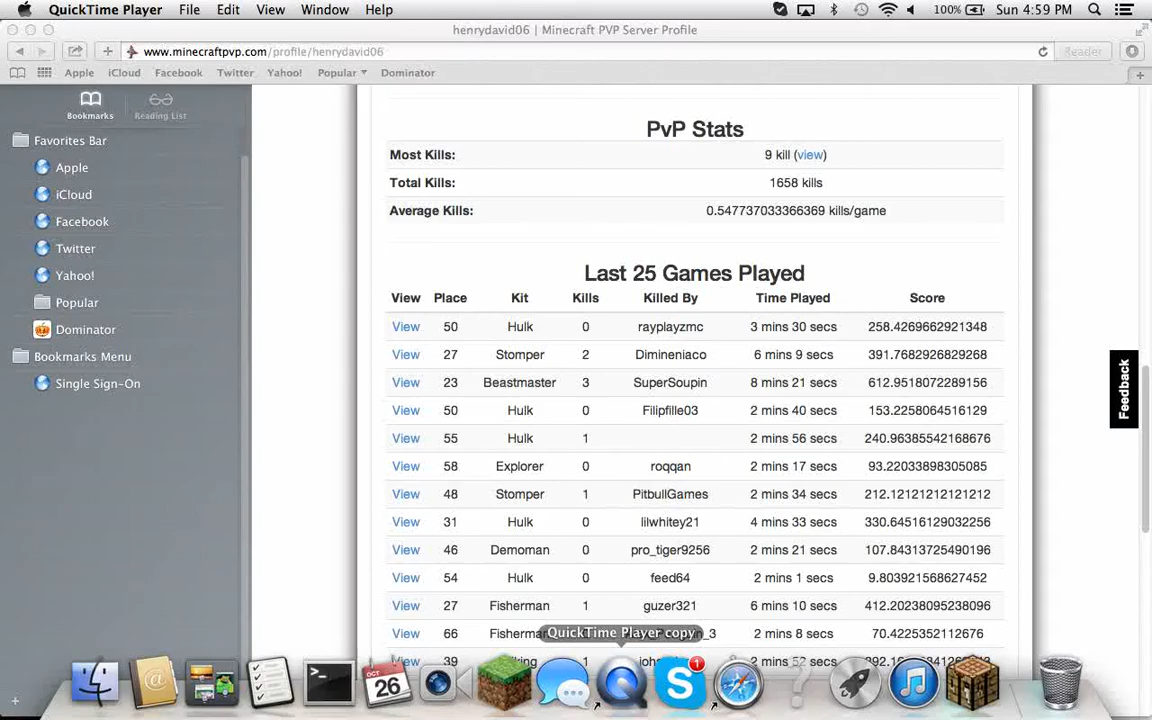 QuickTime Player File Edit View Window Help 100% Sun 4:59 PM
henrydavid06 | Minecraft PVP Server Profile
www.minecraftpvp.com/profile/henrydavid06 Reader
Apple iCloud Facebook Twitter Yahoo! Popular Dominator
Bookmarks Reading List
Favorites Bar
Apple
iCloud
Facebook
Twitter
Yahoo!
Popular
Dominator
Bookmarks Menu
Single Sign-On
PvP Stats
Most Kills: 9 kill (view)
Total Kills: 1658 kills
Average Kills: 0.547737033366369 kills/game
Last 25 Games Played
View Place Kit Kills Killed By Time Played Score
View 50 Hulk 0 rayplayzmc 3 mins 30 secs 258.4269662921348
View 27 Stomper 2 Dimineniaco 6 mins 9 secs 391.7682926829268
View 23 Beastmaster 3 SuperSoupin 8 mins 21 secs 612.9518072289156
View 50 Hulk 0 Filipfille03 2 mins 40 secs 153.2258064516129
View 55 Hulk 1 2 mins 56 secs 240.96385542168676
View 58 Explorer 0 roqqan 2 mins 17 secs 93.22033898305085
View 48 Stomper 1 PitbullGames 2 mins 34 secs 212.12121212121212
View 31 Hulk 0 lilwhitey21 4 mins 33 secs 330.64516129032256
View 46 Demoman 0 pro_tiger9256 2 mins 21 secs 107.84313725490196
View 54 Hulk 0 feed64 2 mins 1 secs 9.803921568627452
View 27 Fisherman 1 guzer321 6 mins 10 secs 412.20238095238096
View 66 Fisherman 2 mins 8 secs 70.4225352112676
QuickTime Player copy
View 39 1 2 mins 52 secs
Feedback
OCT
26
S
1